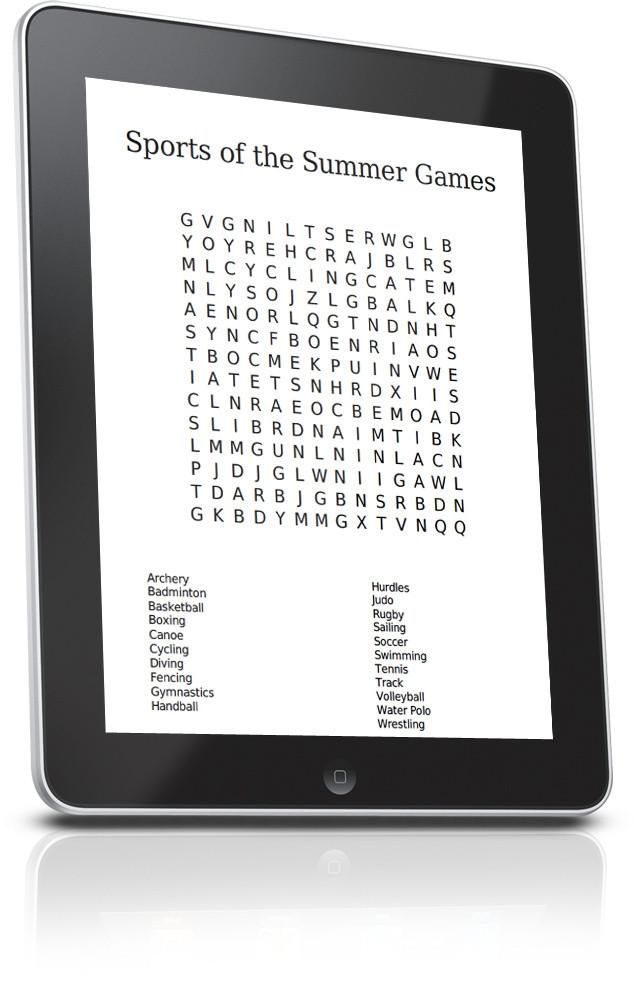 Sports of the Summer Games
G V G N I L T S E R W G L B
Y O Y R E H C R A J B L R S
M L C Y C L I N G C A T E M
N L Y S O J Z L G B A L K Q
A E N O R L Q G T N D N H T
S Y N C F B O E N R I A O S
T B O C M E K P U I N V W E
I A T E T S N H R D X I I S
C L N R A E O C B E M O A D
S L I B R D N A I M T I B K
L M M G U N L N I N L A C N
P J D J G L W N I I G A W L
T D A R B J G B N S R B D N
G K B D Y M M G X T V N Q Q
Archery
Badminton
Basketball
Boxing
Canoe
Cycling
Diving
Fencing
Gymnastics
Handball
Hurdles
Judo
Rugby
Sailing
Soccer
Swimming
Tennis
Track
Volleyball
Water Polo
Wrestling